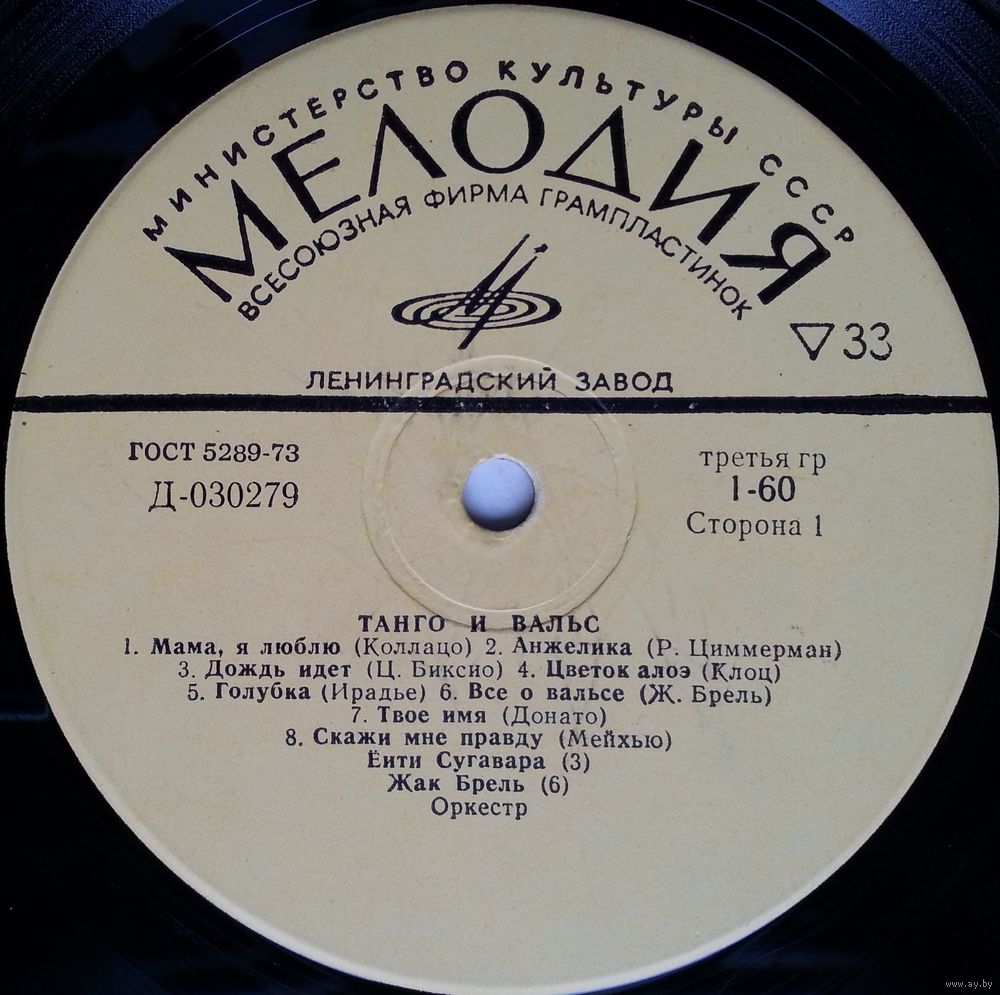 МИНИСТЕРСТВО КУЛЬТУРЫ СССР
МЕЛОДИЯ
ВСЕСОЮЗНАЯ ФИРМА ГРАМПЛАСТИНОК
33
ЛЕНИНГРАДСКИЙ ЗАВОД
ГОСТ 5289-73
Д-030279
третья гр
1-60
Сторона 1
ТАНГО И ВАЛЬС
1. Мама, я люблю (Коллацо) 2. Анжелика (Р. Циммерман)
3. Дождь идет (Ц. Биксио) 4. Цветок алоэ (Клоц)
5. Голубка (Ирадье) 6. Все о вальсе (Ж. Брель)
7. Твое имя (Донато)
8. Скажи мне правду (Мейхью)
Ёити Сугавара (3)
Жак Брель (6)
Оркестр
www.ay.by